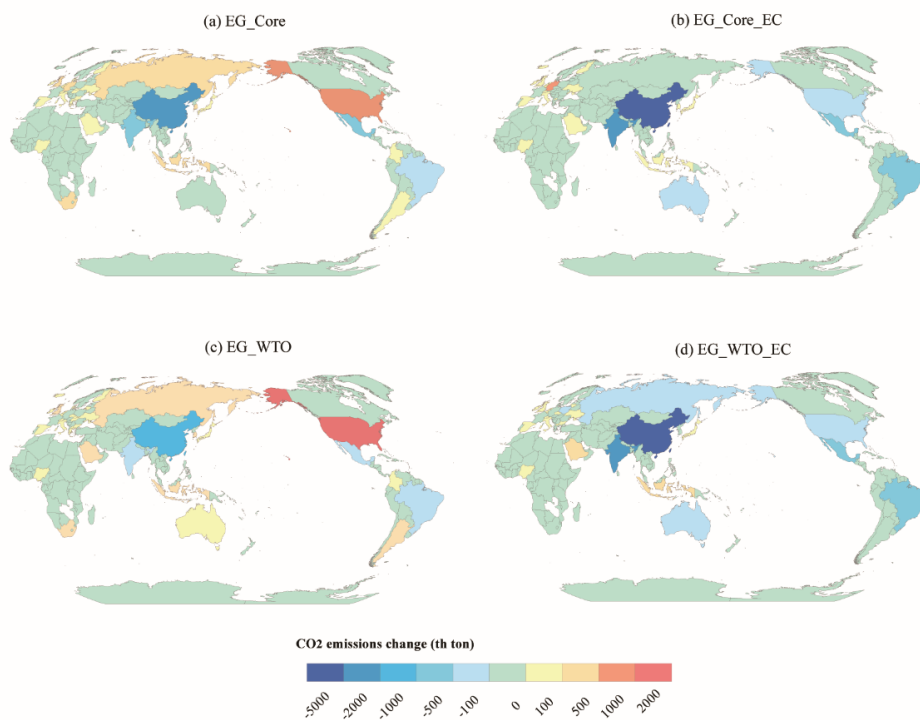 (a) EG_Core
(b) EG_Core_EC
(c) EG_WTO
(d) EG_WTO_EC
CO2 emissions change (th ton)
-5000 -2000 -1000 -500 -100 0 100 500 1000 2000